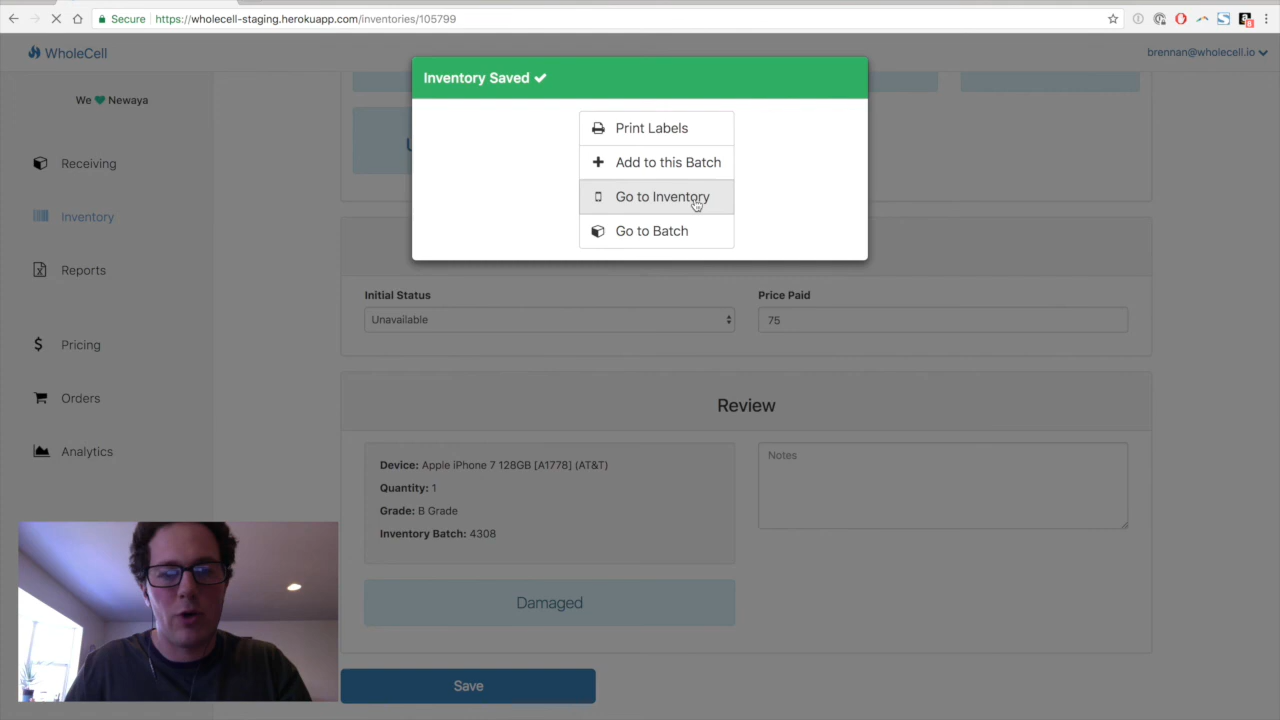 Secure
https://wholecell-staging.herokuapp.com/inventories/105799
WholeCell
brennan@wholecell.io
We Newaya
Receiving
Inventory
Reports
Pricing
Orders
Analytics
Inventory Saved
Print Labels
Add to this Batch
Go to Inventory
Go to Batch
Initial Status
Price Paid
Unavailable
75
Review
Device: Apple iPhone 7 128GB [A1778] (AT&T)
Quantity: 1
Grade: B Grade
Inventory Batch: 4308
Notes
Damaged
Save